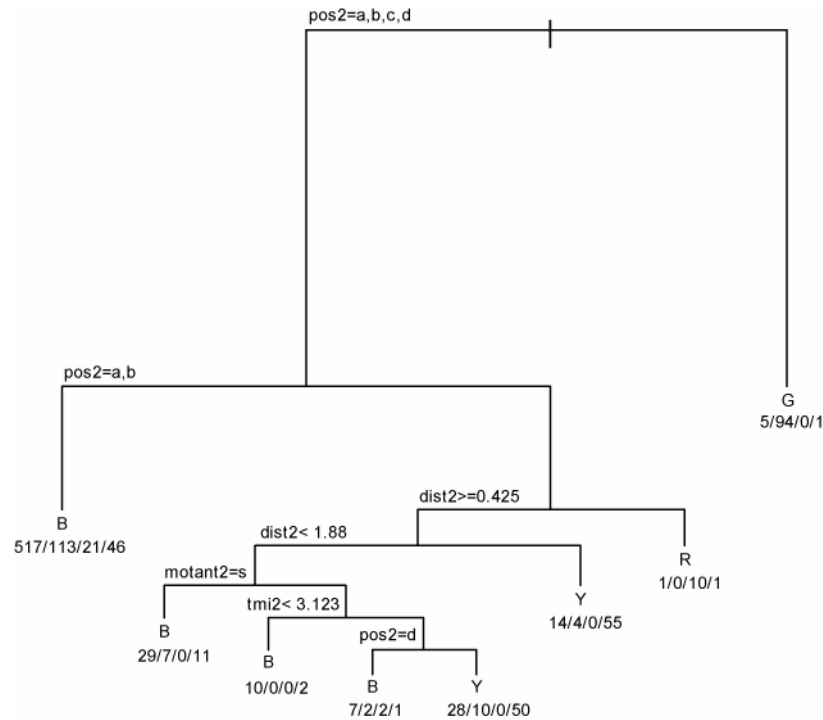 pos2=a,b,c,d
pos2=a,b
G
5/94/0/1
dist2>=0.425
B
517/113/21/46
dist2< 1.88
R
1/0/10/1
motant2=s
tmi2< 3.123
Y
14/4/0/55
B
29/7/0/11
pos2=d
B
10/0/0/2
B
7/2/2/1
Y
28/10/0/50